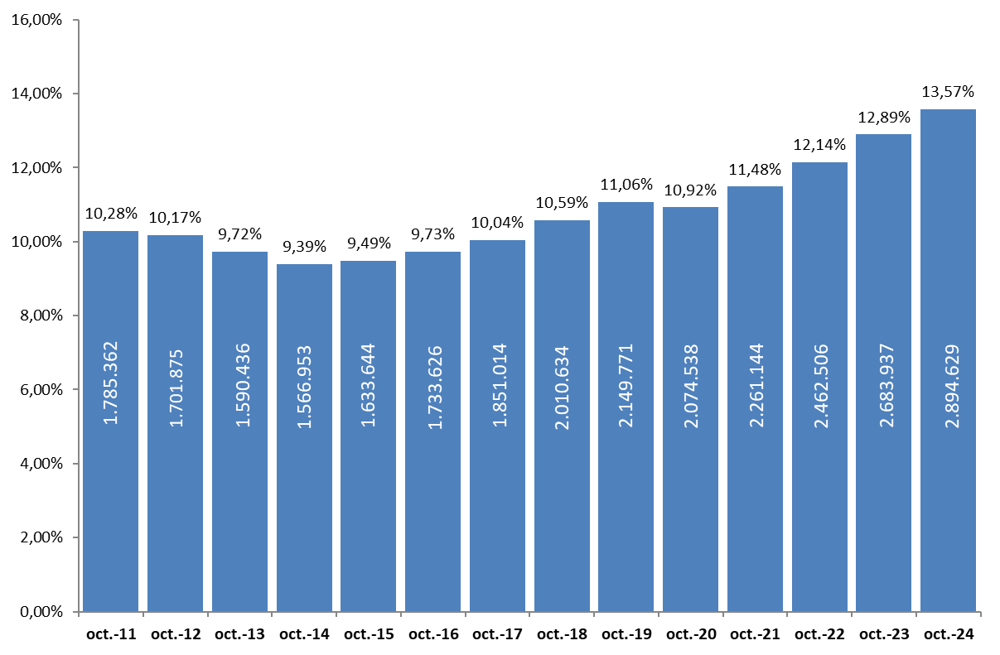 16,00%
14,00%
12,00%
10,00%
8,00%
6,00%
4,00%
2,00%
0,00%
10,28%
10,17%
9,72%
9,39%
9,49%
9,73%
10,04%
10,59%
11,06%
10,92%
11,48%
12,14%
12,89%
13,57%
1.785.362
1.701.875
1.590.436
1.566.953
1.633.644
1.733.626
1.851.014
2.010.634
2.149.771
2.074.538
2.261.144
2.462.506
2.683.937
2.894.629
oct.-11
oct.-12
oct.-13
oct.-14
oct.-15
oct.-16
oct.-17
oct.-18
oct.-19
oct.-20
oct.-21
oct.-22
oct.-23
oct.-24